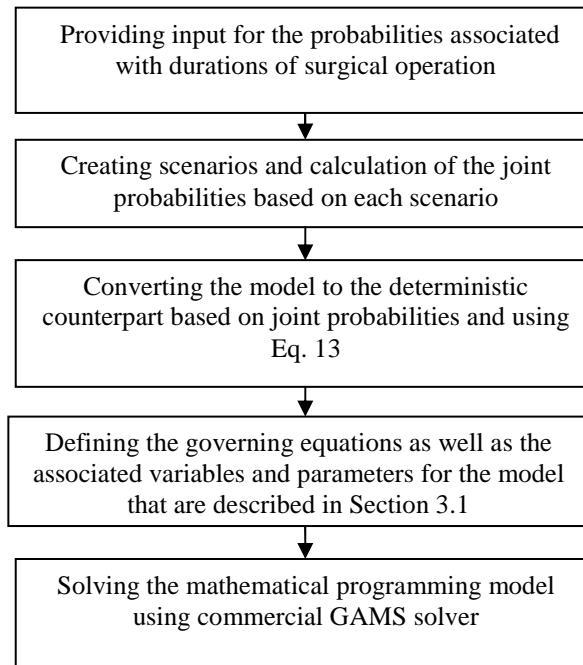 Providing input for the probabilities associated
with durations of surgical operation
Creating scenarios and calculation of the joint
probabilities based on each scenario
Converting the model to the deterministic
counterpart based on joint probabilities and using
Eq. 13
Defining the governing equations as well as the
associated variables and parameters for the model
that are described in Section 3.1
Solving the mathematical programming model
using commercial GAMS solver